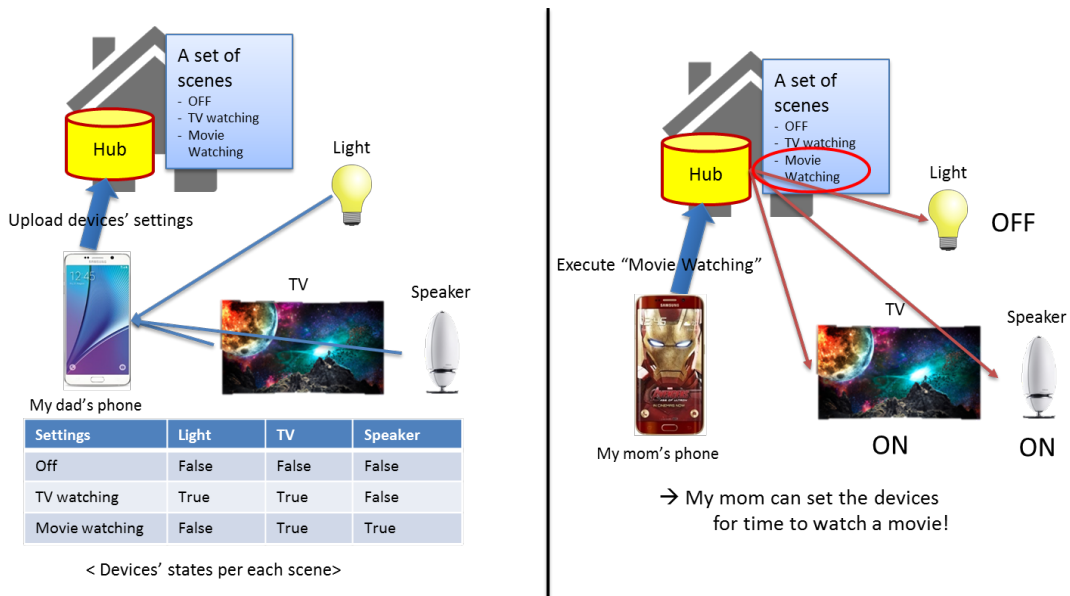 A set of
scenes
- OFF
- TV watching
- Movie
Watching
Hub
Light
Upload devices' settings
12:45
TV
Speaker
My dad's phone
Settings Light TV Speaker
Off False False False
TV watching True True False
Movie watching False True True
< Devices' states per each scene>
A set of
scenes
- OFF
- TV watching
- Movie
Watching
Hub
Light
OFF
Execute "Movie Watching"
TV
Speaker
SAMSUNG
ON
ON
My mom's phone
→ My mom can set the devices
for time to watch a movie!